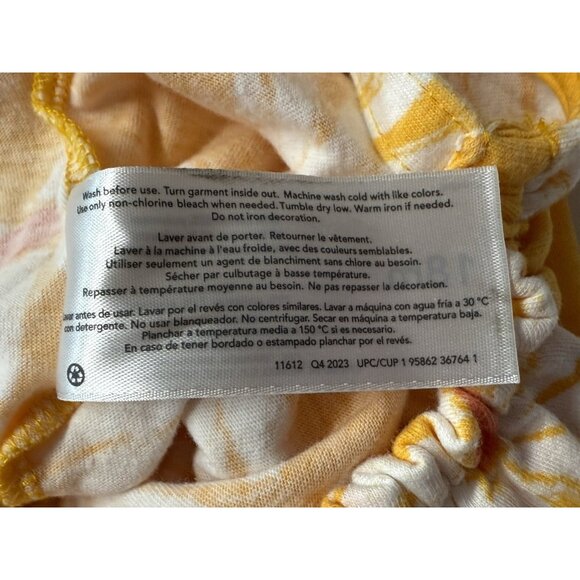 Wash before use. Turn garment inside out. Machine wash cold with like colors.
Use only non-chlorine bleach when needed. Tumble dry low. Warm iron if needed.
Do not iron decoration.
Laver avant de porter. Retourner le vêtement.
Laver à la machine à l'eau froide, avec des couleurs semblables.
Utiliser seulement un agent de blanchiment sans chlore au besoin.
Sécher par culbutage à basse température.
Repasser à température moyenne au besoin. Ne pas repasser la décoration.
Lavar antes de usar. Lavar por el revés con colores similares. Lavar a máquina con agua fría a 30 °C
con detergente. No usar blanqueador. No centrifugar. Secar en máquina a temperatura baja.
Planchar a temperatura media a 150 °C si es necesario.
En caso de tener bordado o estampado planchar por el revés.
11612 Q4 2023 UPC/CUP 1 95862 36764 1